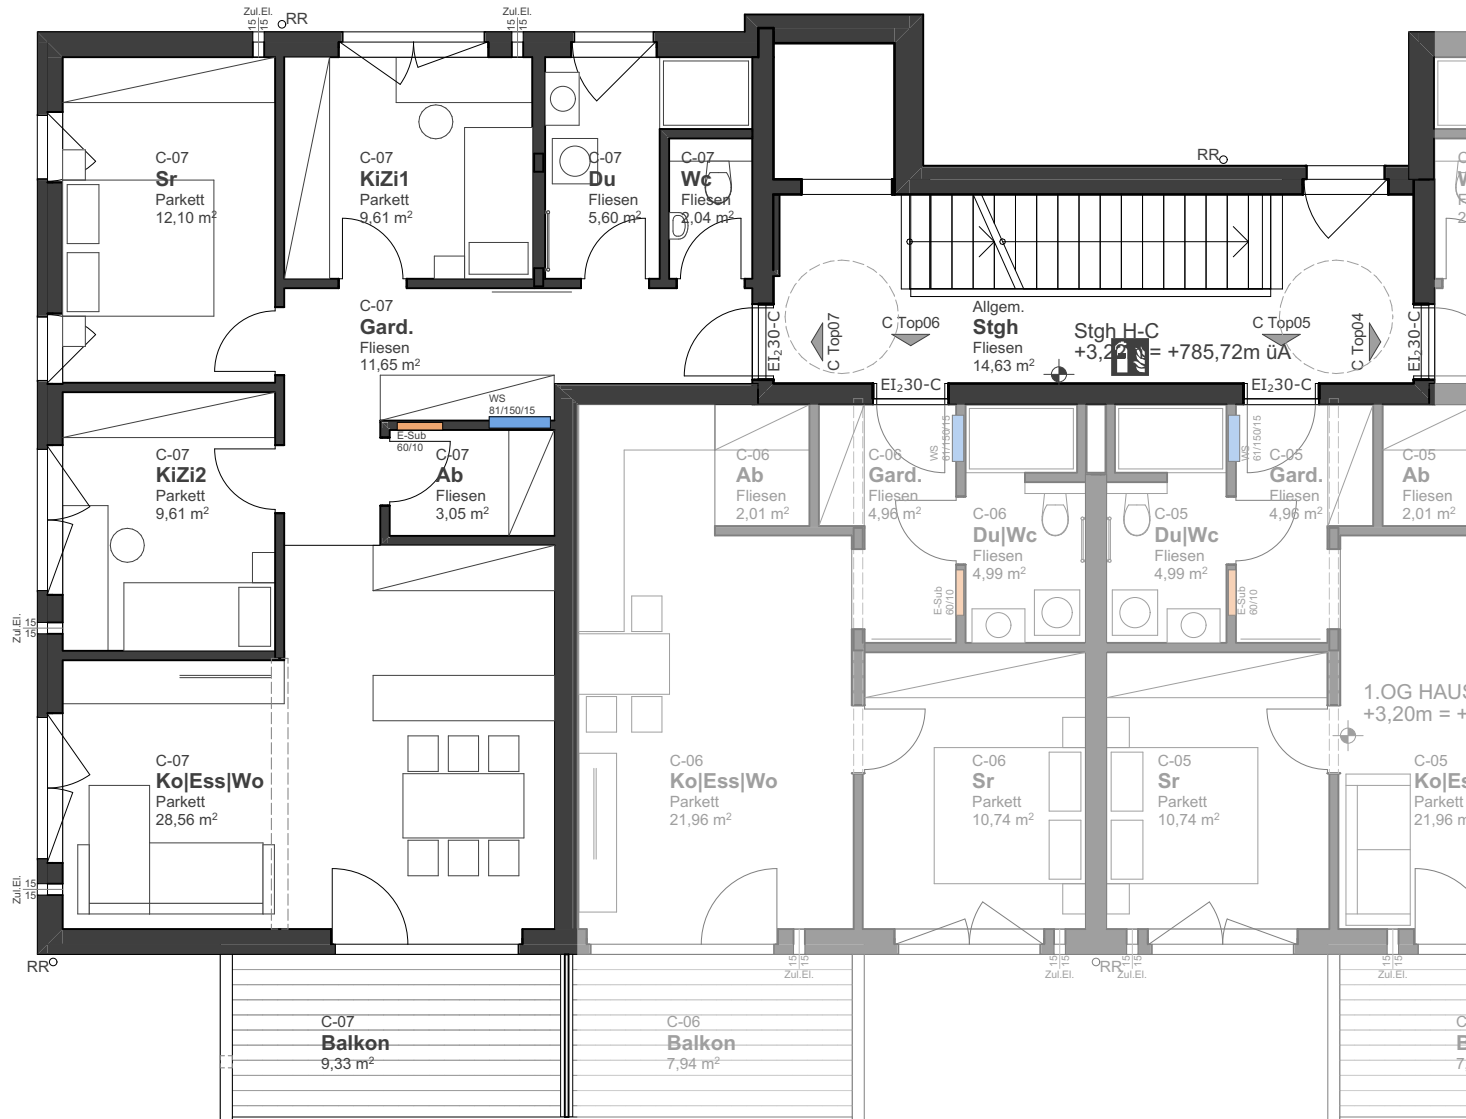 Zul.El.
15
15
RR
Zul.El.
15
15
C-07
Sr
Parkett
12,10 m²
C-07
KiZi1
Parkett
9,61 m²
C-07
Du
Fliesen
5,60 m²
C-07
Wc
Fliesen
2,04 m²
RR
C-07
Gard.
Fliesen
11,65 m²
EI₂30-C
C Top07
C Top06
Allgem.
Stgh
Fliesen
14,63 m²
Stgh H-C
= +785,72m üA
C Top05
C Top04
EI₂30-C
EI₂30-C
EI₂30-C
WS
81/150/15
E-Sub
60/10
C-07
KiZi2
Parkett
9,61 m²
C-07
Ab
Fliesen
3,05 m²
C-06
Ab
Fliesen
2,01 m²
C-06
Gard.
Fliesen
4,96 m²
WS
61/150/15
C-06
Du|Wc
Fliesen
4,99 m²
E-Sub
60/10
C-05
Du|Wc
Fliesen
4,99 m²
WS
61/150/15
E-Sub
60/10
C-05
Gard.
Fliesen
4,96 m²
C-05
Ab
Fliesen
2,01 m
Zul.El.
15
15
1.OG HAUS
+3,20m = +
C-07
Ko|Ess|Wo
Parkett
28,56 m²
C-06
Ko|Ess|Wo
Parkett
21,96 m²
C-06
Sr
Parkett
10,74 m²
C-05
Sr
Parkett
10,74 m²
C-05
Ko|Es
Parkett
21,96 m
Zul.El.
15
15
RR
15
15
Zul.El.
15
15
Zul.El.
RR
15
15
Zul.El.
15
15
Zul.El.
C-07
Balkon
9,33 m²
C-06
Balkon
7,94 m²